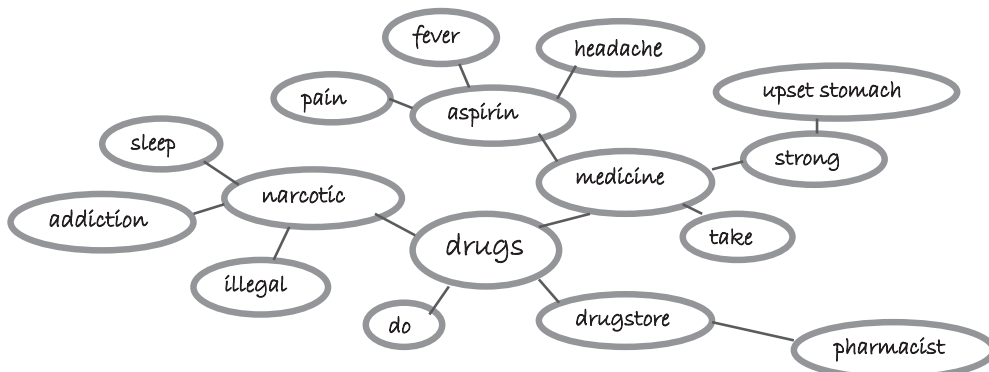 fever
headache
pain
aspirin
upset stomach
sleep
strong
narcotic
medicine
addiction
drugs
take
illegal
do
drugstore
pharmacist